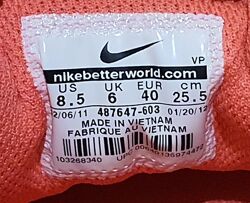 VP
nikebetterworld.com
US UK EUR cm
8.5 6 40 25.5
2/06/11 487647-603 01/20/12
MADE IN VIETNAM
FABRIQUE AU VIETNAM
103268340